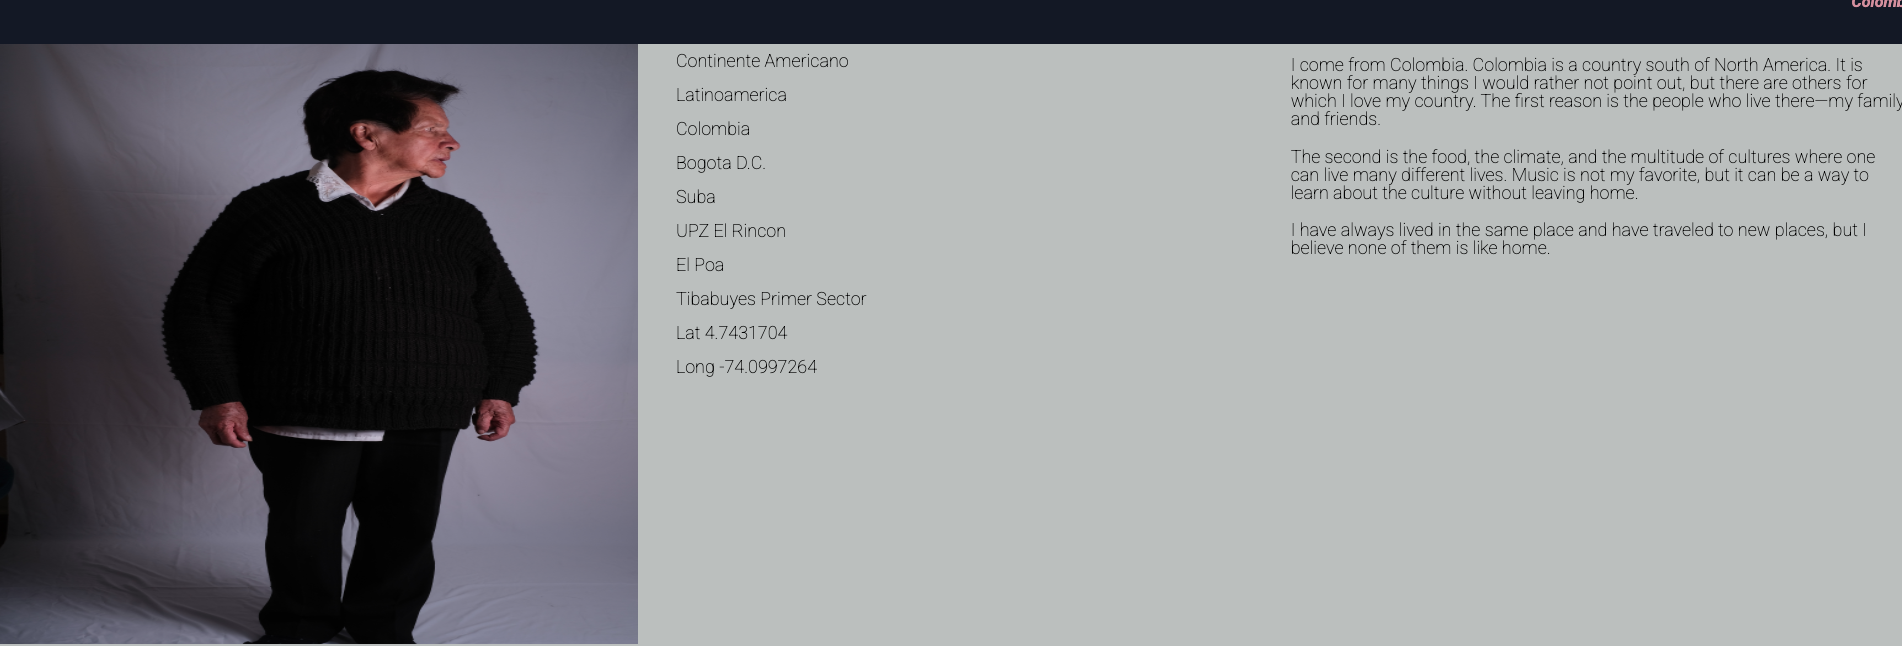 Continente Americano
Latinoamerica
Colombia
Bogota D.C.
Suba
UPZ El Rincon
El Poa
Tibabuyes Primer Sector
Lat 4.7431704
Long -74.0997264
I come from Colombia. Colombia is a country south of North America. It is
known for many things I would rather not point out, but there are others for
which I love my country. The first reason is the people who live there—my family
and friends.
The second is the food, the climate, and the multitude of cultures where one
can live many different lives. Music is not my favorite, but it can be a way to
learn about the culture without leaving home.
I have always lived in the same place and have traveled to new places, but I
believe none of them is like home.